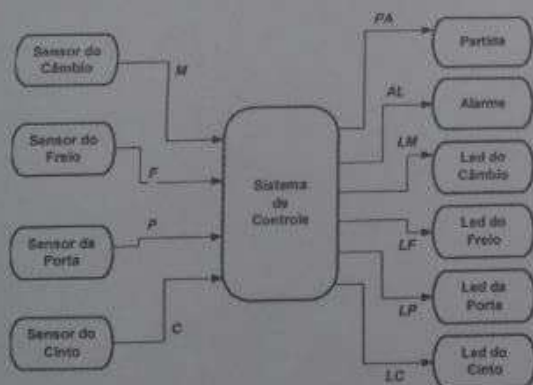 Sensor do
Câmbio
M
Sensor do
Freio
F
Sensor da
Porta
P
Sensor do
Cinto
C
Sistema
de
Controle
PA
Partida
AL
Alarme
LM
Led do
Câmbio
LF
Led do
Freio
LP
Led da
Porta
LC
Led do
Cinto